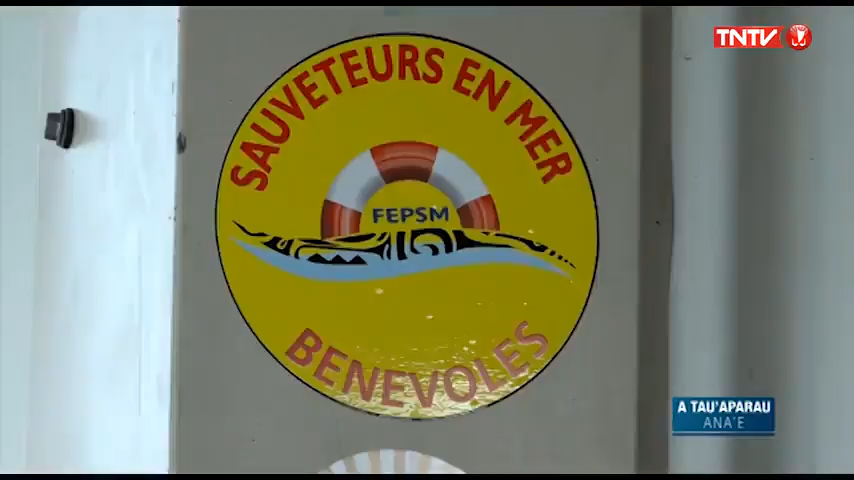 TNTV
SAUVETEURS EN MER
FEPSM
BENEVOLES
A TAU'APARAU
ANA'E